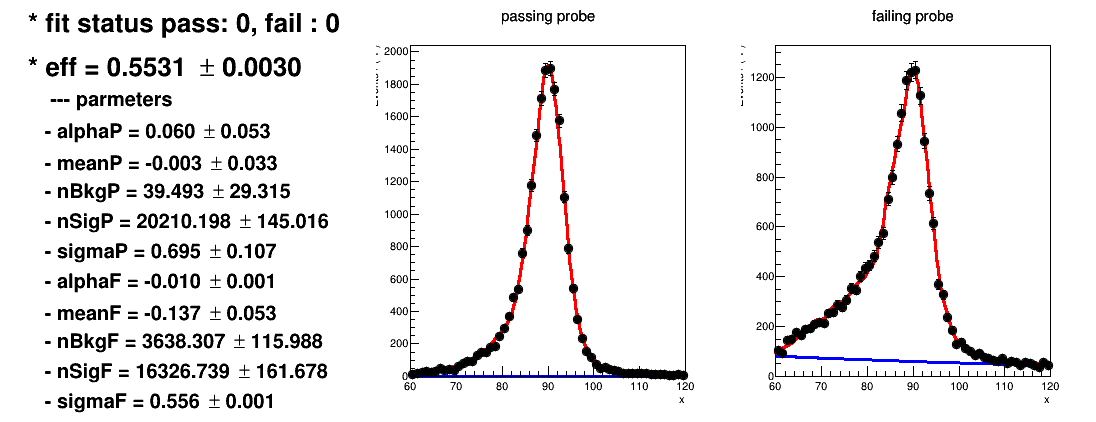 * fit status pass: 0, fail : 0
* eff = 0.5531 ± 0.0030
--- parmeters
- alphaP = 0.060 ± 0.053
- meanP = -0.003 ± 0.033
- nBkgP = 39.493 ± 29.315
- nSigP = 20210.198 ± 145.016
- sigmaP = 0.695 ± 0.107
- alphaF = -0.010 ± 0.001
- meanF = -0.137 ± 0.053
- nBkgF = 3638.307 ± 115.988
- nSigF = 16326.739 ± 161.678
- sigmaF = 0.556 ± 0.001
passing probe
2000
1800
1600
1400
1200
1000
800
600
400
200
0
60 70 80 90 100 110 120
x
failing probe
1200
1000
800
600
400
200
0
60 70 80 90 100 110 120
x